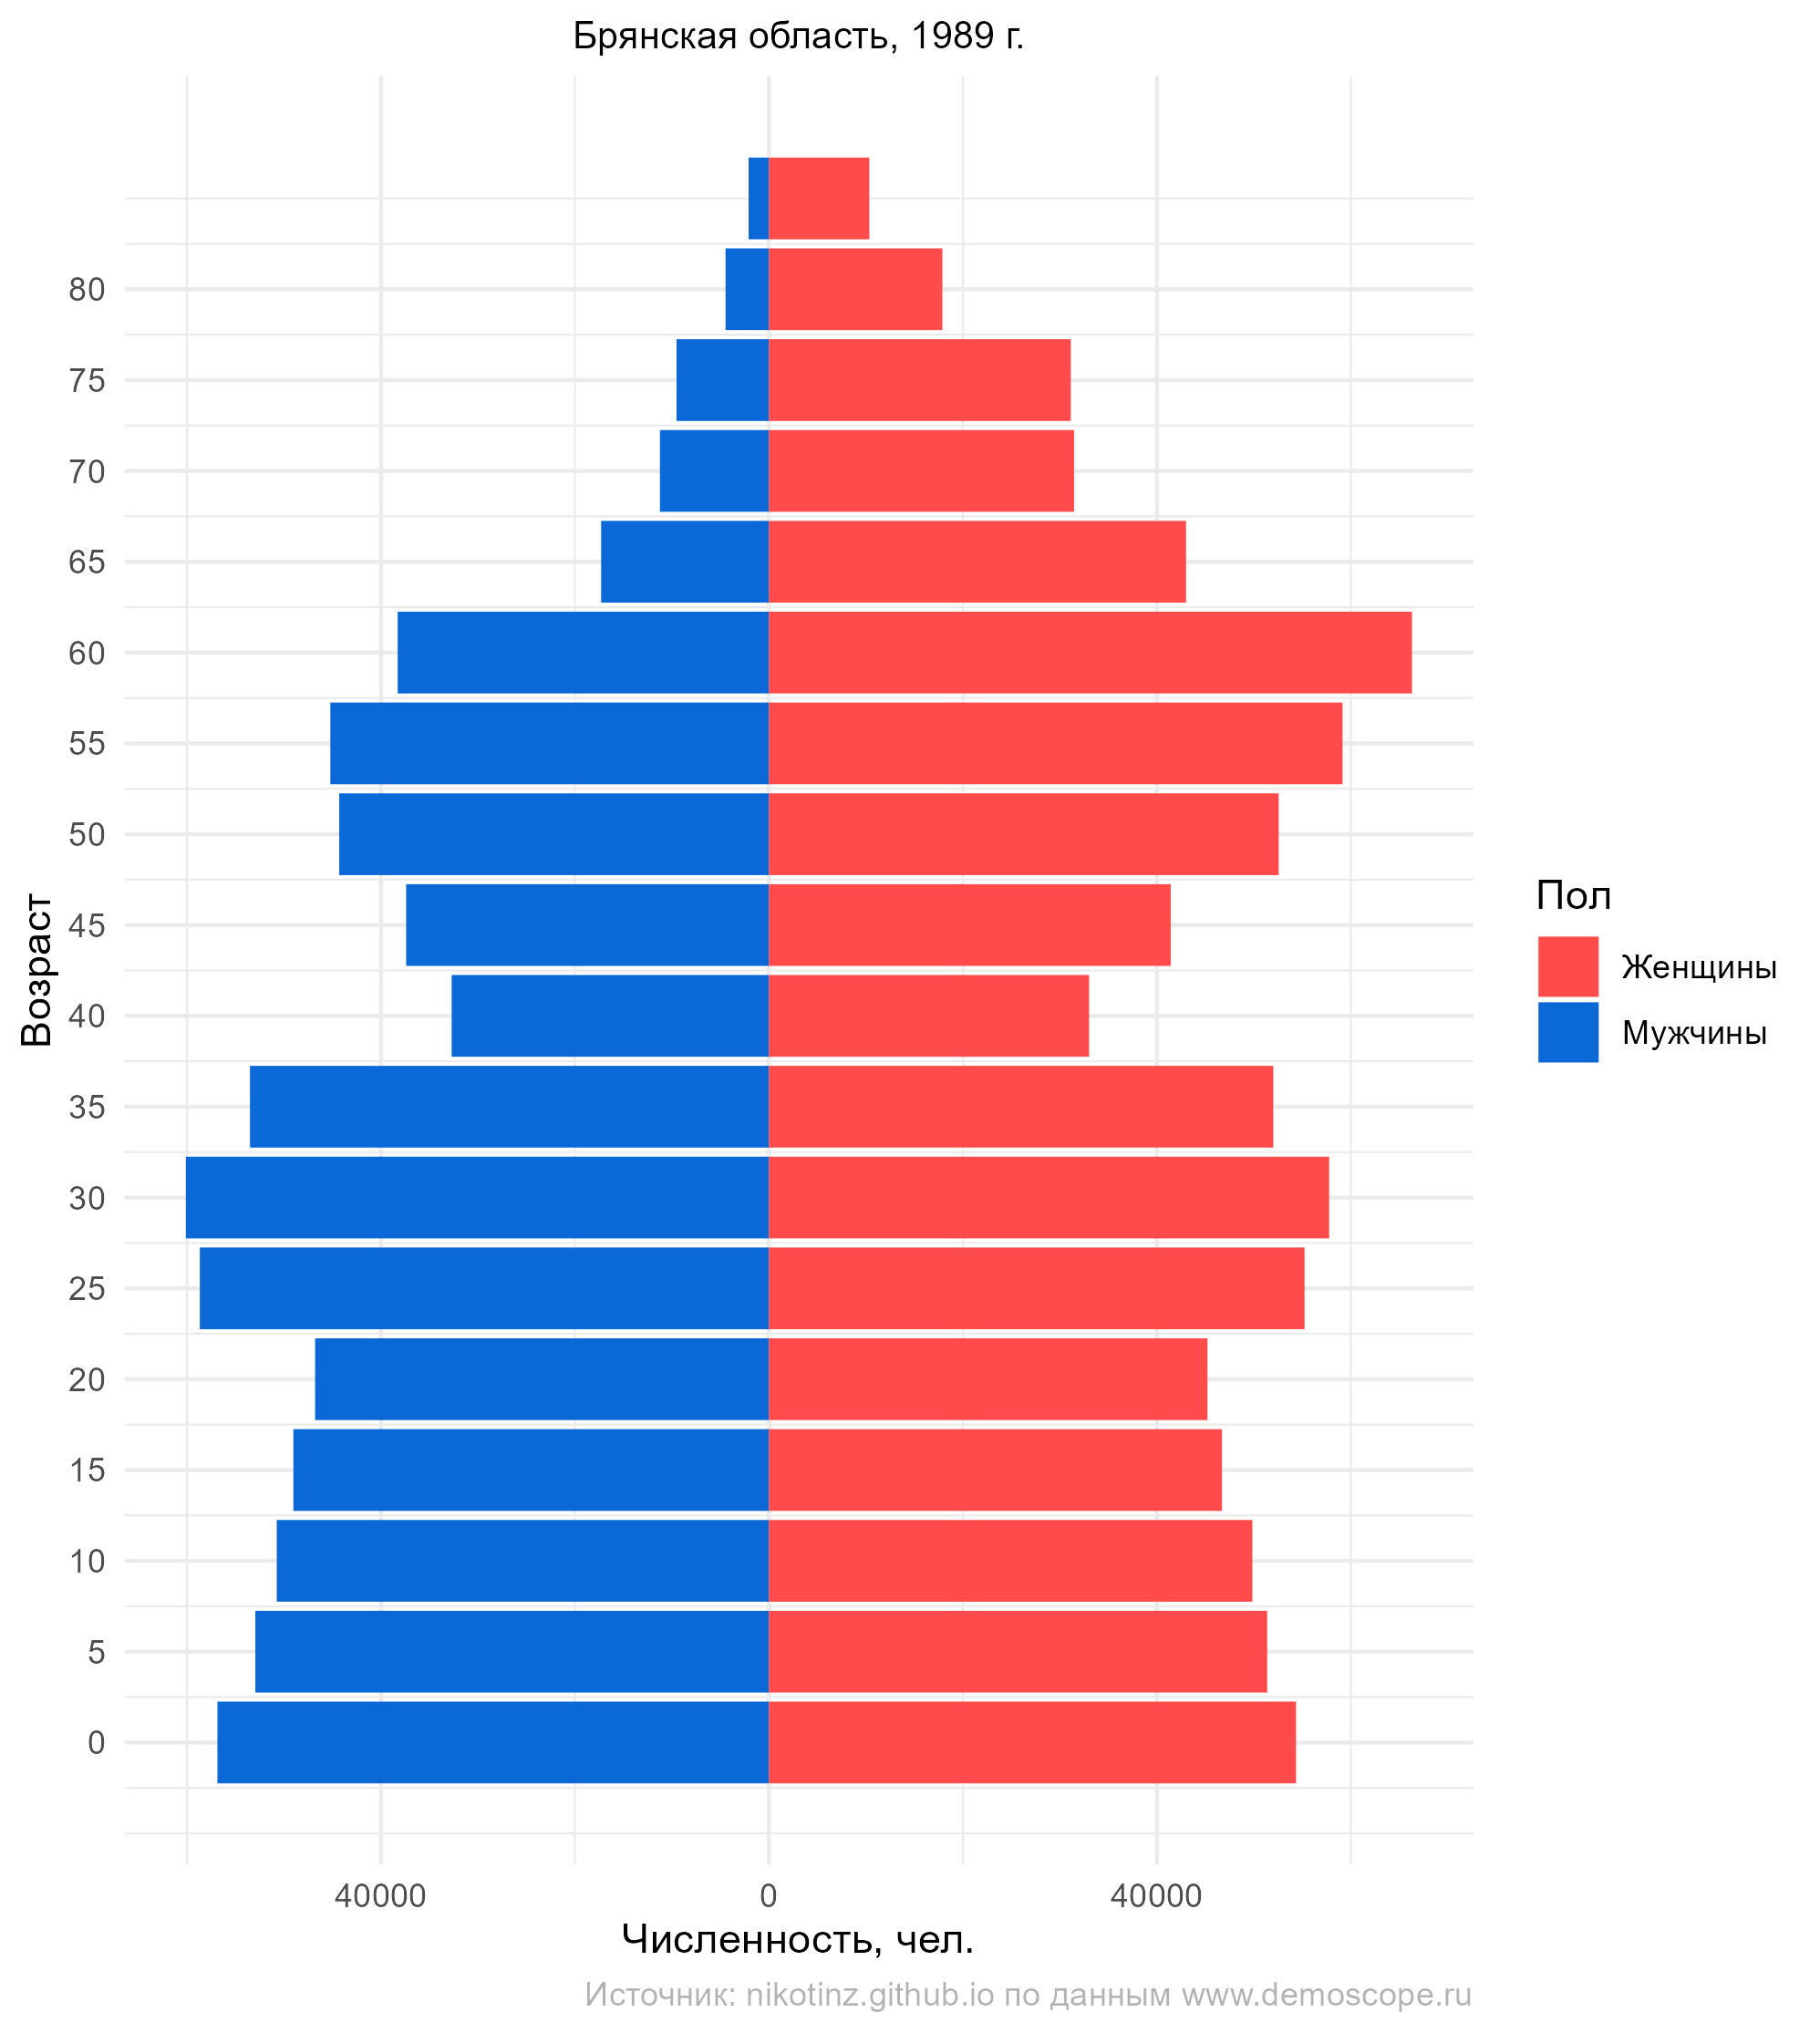 Брянская область, 1989 г.
80
75
70
65
60
55
50
45
40
35
30
25
20
15
10
5
0
Возраст
40000 0 40000
Численность, чел.
Пол
Женщины
Мужчины
Источник: nikotinz.github.io по данным www.demoscope.ru